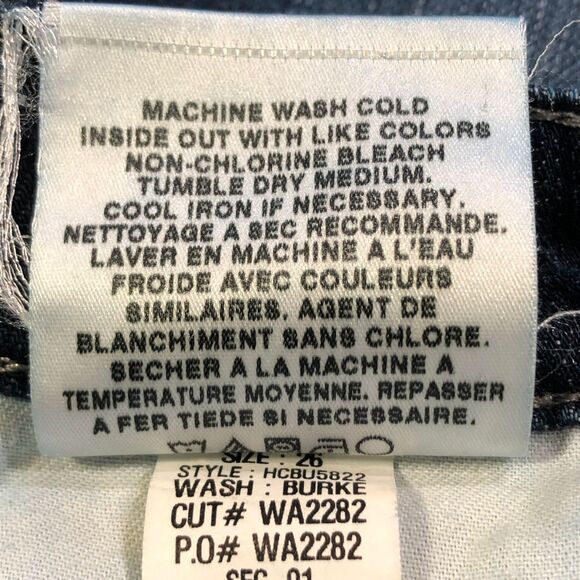 MACHINE WASH COLD
INSIDE OUT WITH LIKE COLORS
NON-CHLORINE BLEACH
TUMBLE DRY MEDIUM.
COOL IRON IF NECESSARY.
NETTOYAGE A SEC RECOMMANDE.
LAVER EN MACHINE A L'EAU
FROIDE AVEC COULEURS
SIMILAIRES. AGENT DE
BLANCHIMENT SANS CHLORE.
SECHER A LA MACHINE A
TEMPERATURE MOYENNE. REPASSER
A FER TIEDE SI NECESSAIRE.
SIZE : 26
STYLE : HCBU5822
WASH : BURKE
CUT# WA2282
P.O# WA2282
SEC 01